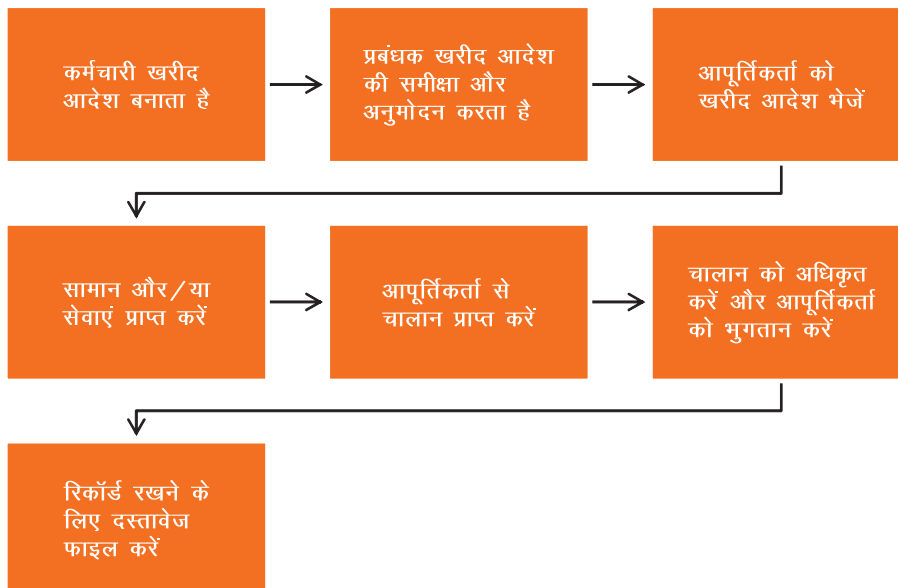 कर्मचारी खरीद
आदेश बनाता है
प्रबंधक खरीद आदेश
की समीक्षा और
अनुमोदन करता है
आपूर्तिकर्ता को
खरीद आदेश भेजें
सामान और/या
सेवाएं प्राप्त करें
आपूर्तिकर्ता से
चालान प्राप्त करें
चालान को अधिकृत
करें और आपूर्तिकर्ता
को भुगतान करें
रिकॉर्ड रखने के
लिए दस्तावेज
फाइल करें